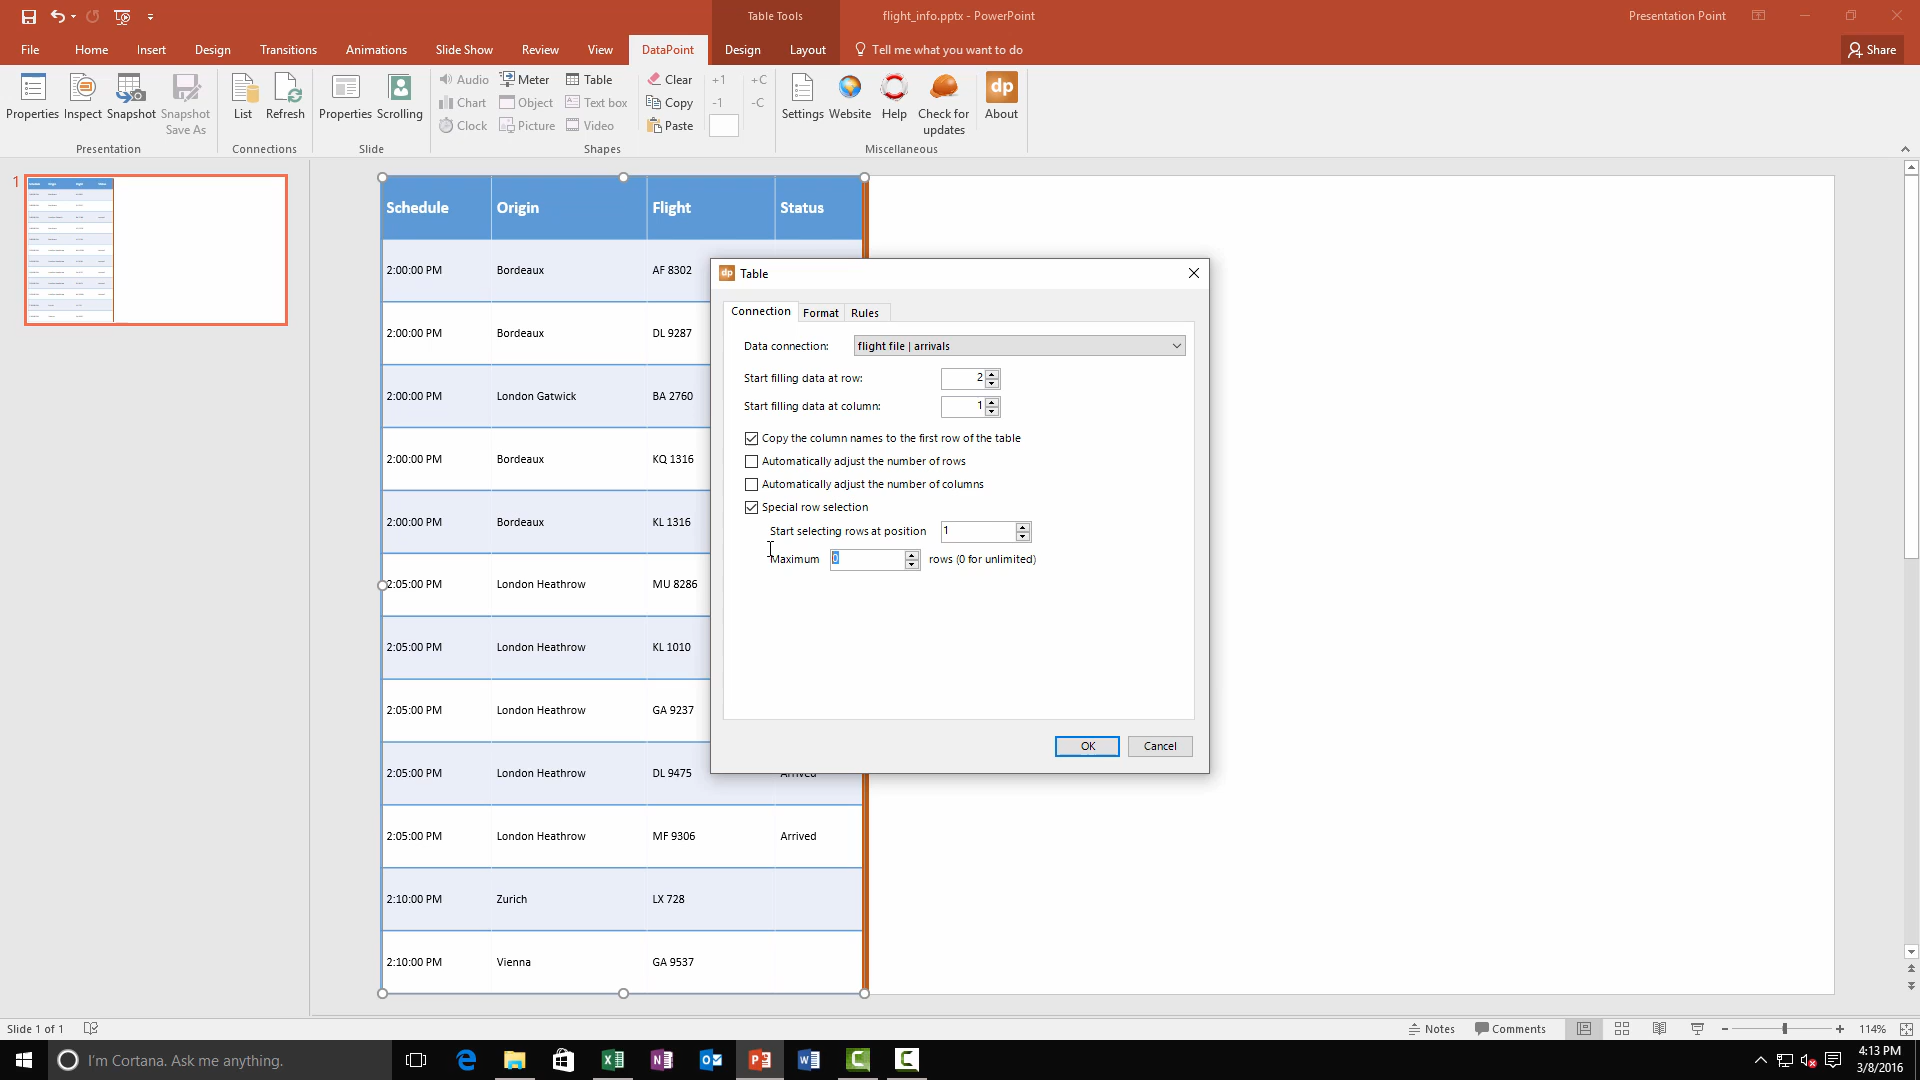 Table Tools
flight_info.pptx - PowerPoint
Presentation Point
File
Home
Insert
Design
Transitions
Animations
Slide Show
Review
View
DataPoint
Design
Layout
Tell me what you want to do
Share
Properties
Inspect
Snapshot
Snapshot
Save As
List
Refresh
Properties
Scrolling
Audio
Meter
Table
Chart
Object
Text box
Clock
Picture
Video
Clear
Copy
Paste
+1
+C
-1
-C
Settings
Website
Help
Check for
updates
dp
About
Presentation
Connections
Slide
Shapes
Miscellaneous
1
Schedule Origin Flight Status
2:00:00 PM Bordeaux AF 8302
2:00:00 PM Bordeaux DL 9287
2:00:00 PM London Gatwick BA 2760
2:00:00 PM Bordeaux KQ 1316
2:00:00 PM Bordeaux KL 1316
2:05:00 PM London Heathrow MU 8286
2:05:00 PM London Heathrow KL 1010
2:05:00 PM London Heathrow GA 9237
2:05:00 PM London Heathrow DL 9475 Arrived
2:05:00 PM London Heathrow MF 9306 Arrived
2:10:00 PM Zurich LX 728
2:10:00 PM Vienna GA 9537
dp Table
Connection Format Rules
Data connection: flight file | arrivals
Start filling data at row: 2
Start filling data at column: 1
Copy the column names to the first row of the table
Automatically adjust the number of rows
Automatically adjust the number of columns
Special row selection
Start selecting rows at position 1
Maximum 0 rows (0 for unlimited)
OK Cancel
Slide 1 of 1
Notes
Comments
114%
I'm Cortana. Ask me anything.
4:13 PM
3/8/2016